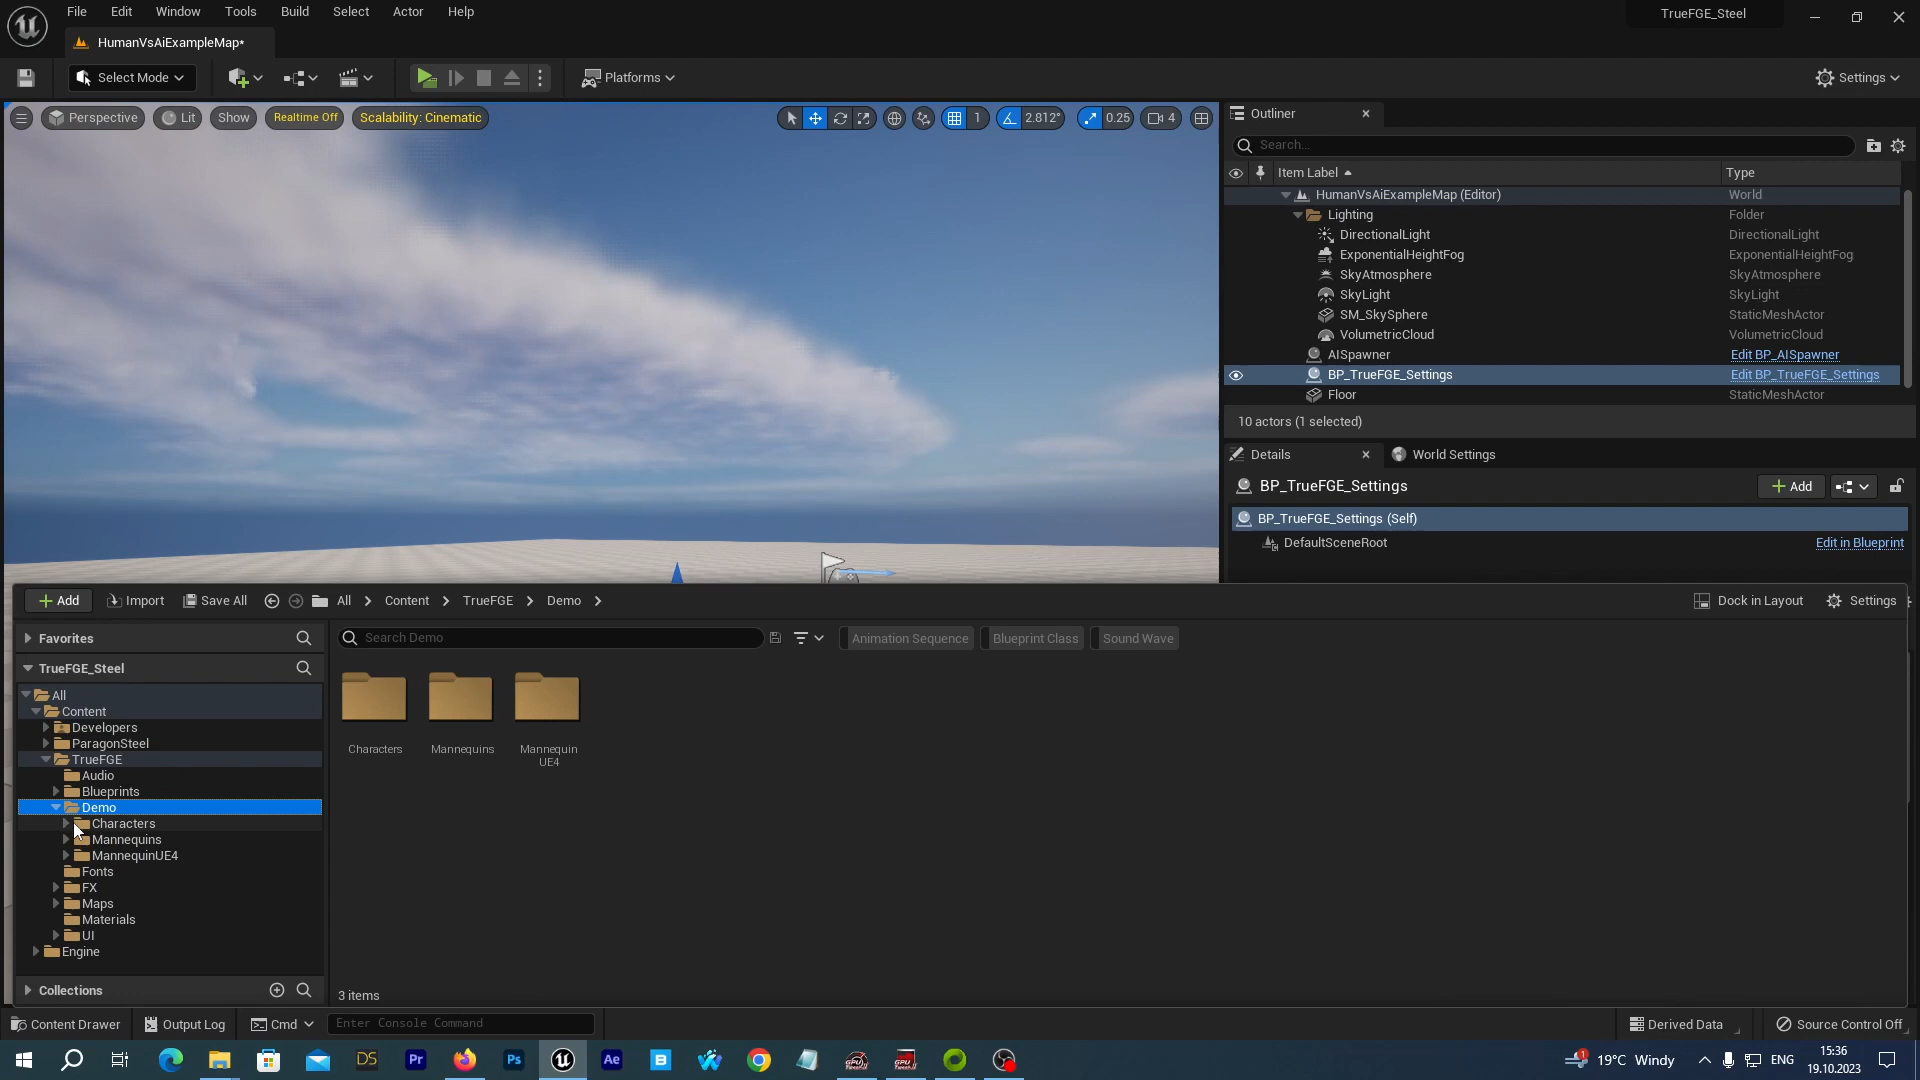 File Edit Window Tools Build Select Actor Help
TrueFGE_Steel
HumanVsAiExampleMap*
Select Mode
Platforms
Settings
Perspective
Lit
Show
Realtime Off
Scalability: Cinematic
1
2.812°
0.25
4
Outliner
Search...
Item Label
Type
HumanVsAiExampleMap (Editor) World
Lighting Folder
DirectionalLight DirectionalLight
ExponentialHeightFog ExponentialHeightFog
SkyAtmosphere SkyAtmosphere
SkyLight SkyLight
SM_SkySphere StaticMeshActor
VolumetricCloud VolumetricCloud
AISpawner Edit BP_AISpawner
BP_TrueFGE_Settings Edit BP_TrueFGE_Settings
Floor StaticMeshActor
10 actors (1 selected)
Details
World Settings
BP_TrueFGE_Settings
Add
BP_TrueFGE_Settings (Self)
DefaultSceneRoot Edit in Blueprint
Add
Import
Save All
All > Content > TrueFGE > Demo >
Dock in Layout
Settings
Favorites
TrueFGE_Steel
All
Content
Developers
ParagonSteel
TrueFGE
Audio
Blueprints
Demo
Characters
Mannequins
MannequinUE4
Fonts
FX
Maps
Materials
UI
Engine
Collections
Search Demo
Animation Sequence
Blueprint Class
Sound Wave
Characters
Mannequins
Mannequin
UE4
3 items
Content Drawer
Output Log
Cmd
Enter Console Command
Derived Data
Source Control Off
DS
Pr
Ps
Ae
1
19°C Windy
ENG
15:36
19.10.2023